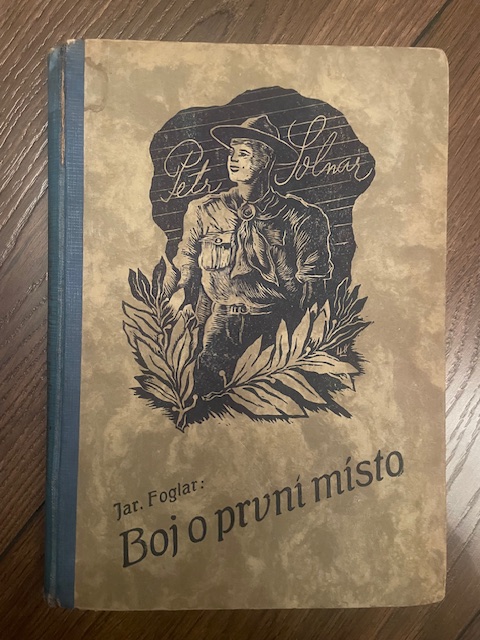 Petr Solnar
Jar. Foglar:
Boj o první místo